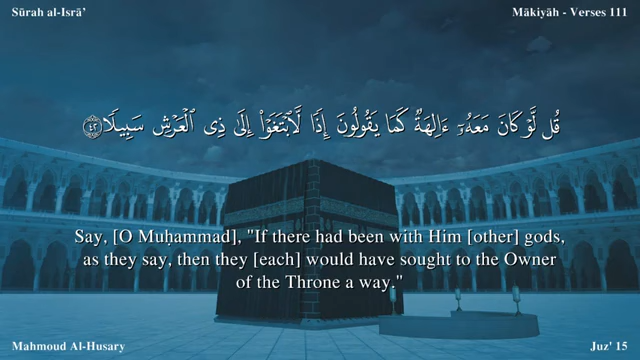 Sūrah al-Isrā’
Mākiyāh - Verses 111
قُل لَّوْ كَانَ مَعَهُۥٓ ءَالِهَةٌ كَمَا يَقُولُونَ إِذًا لَّٱبْتَغَوْا۟ إِلَىٰ ذِى ٱلْعَرْشِ سَبِيلًا ٤٢
Say, [O Muḥammad], "If there had been with Him [other] gods,
as they say, then they [each] would have sought to the Owner
of the Throne a way."
Mahmoud Al-Husary
Juz' 15